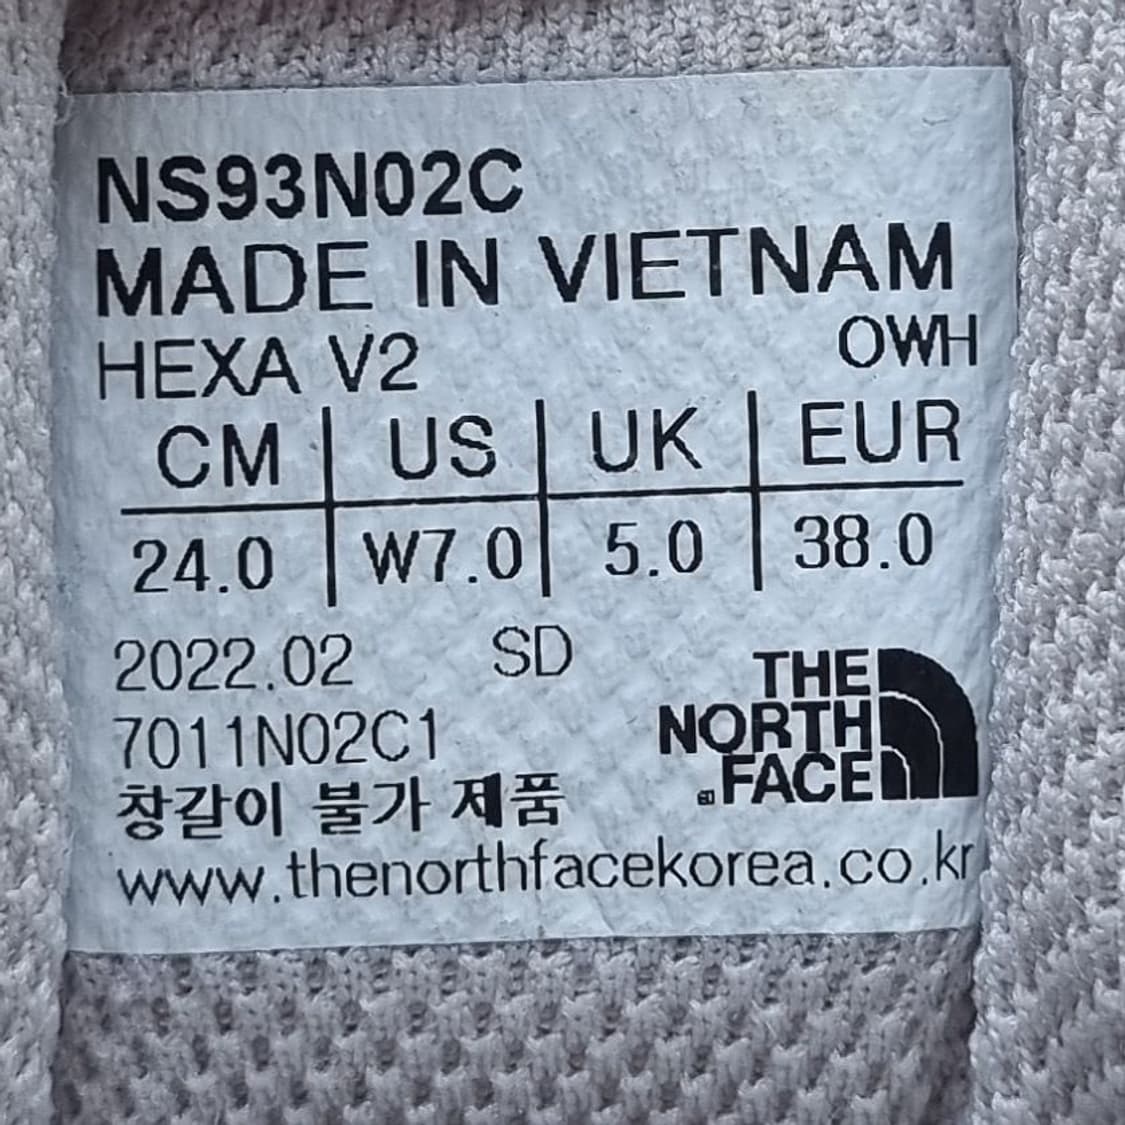 NS93N02C
MADE IN VIETNAM
HEXA V2 OWH
CM US UK EUR
24.0 W7.0 5.0 38.0
2022.02 SD
7011N02C1
창갈이 불가 제품
THE
NORTH
FACE
www.thenorthfacekorea.co.kr